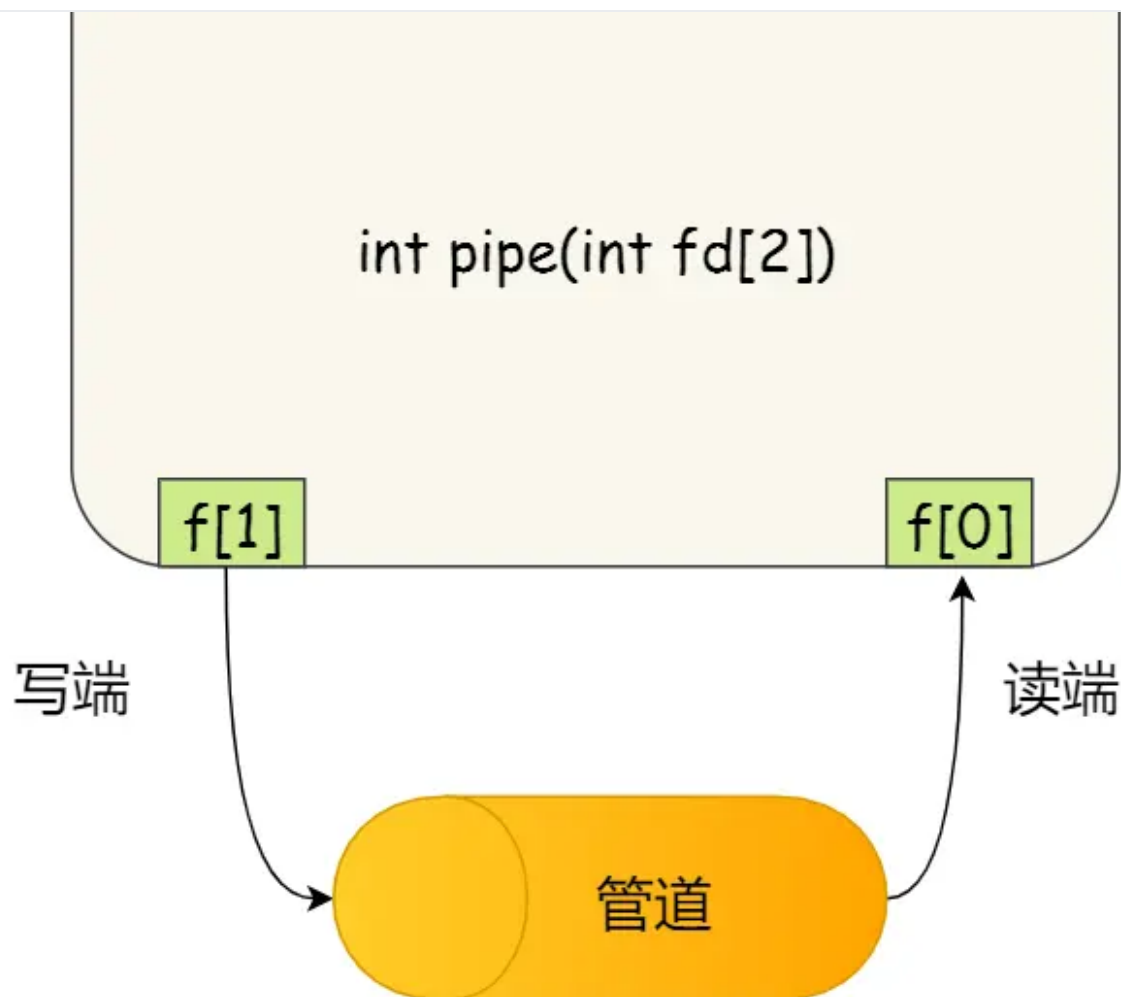 int pipe(int fd[2])
f[1]
f[0]
写端
读端
管道